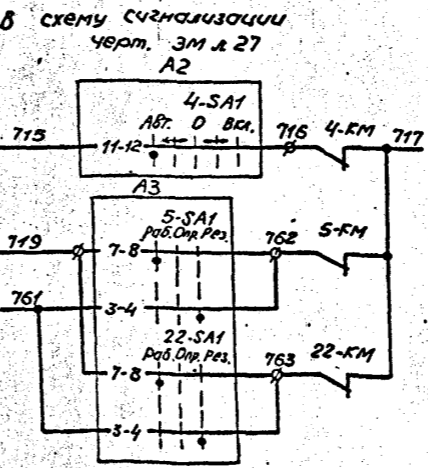 В схему сигнализации
черт. ЭМ л 27
А2
4-SA1
Авт. О Вкл.
715 11-12 716 4-КМ 717
А3
5-SA1
Раб. Опр. Рез.
719 7-8 762 5-КМ
761 3-4
22-SA1
Раб. Опр. Рез.
7-8 763 22-КМ
3-4